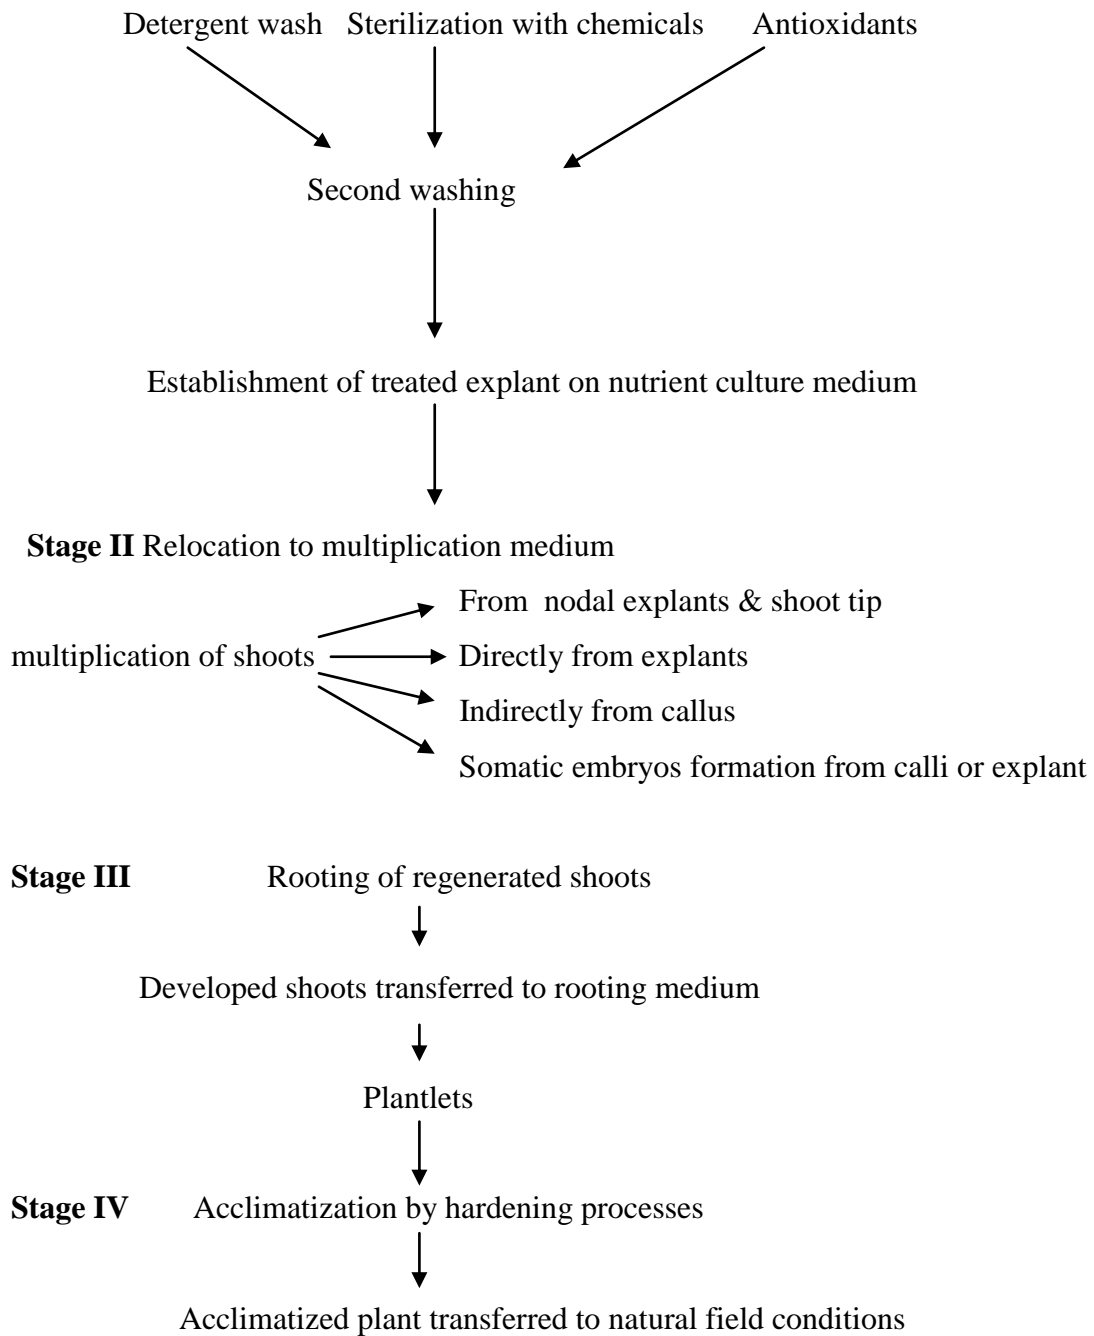 Detergent wash Sterilization with chemicals Antioxidants
Second washing
Establishment of treated explant on nutrient culture medium
Stage II Relocation to multiplication medium
From nodal explants & shoot tip
multiplication of shoots Directly from explants
Indirectly from callus
Somatic embryos formation from calli or explant
Stage III Rooting of regenerated shoots
Developed shoots transferred to rooting medium
Plantlets
Stage IV Acclimatization by hardening processes
Acclimatized plant transferred to natural field conditions